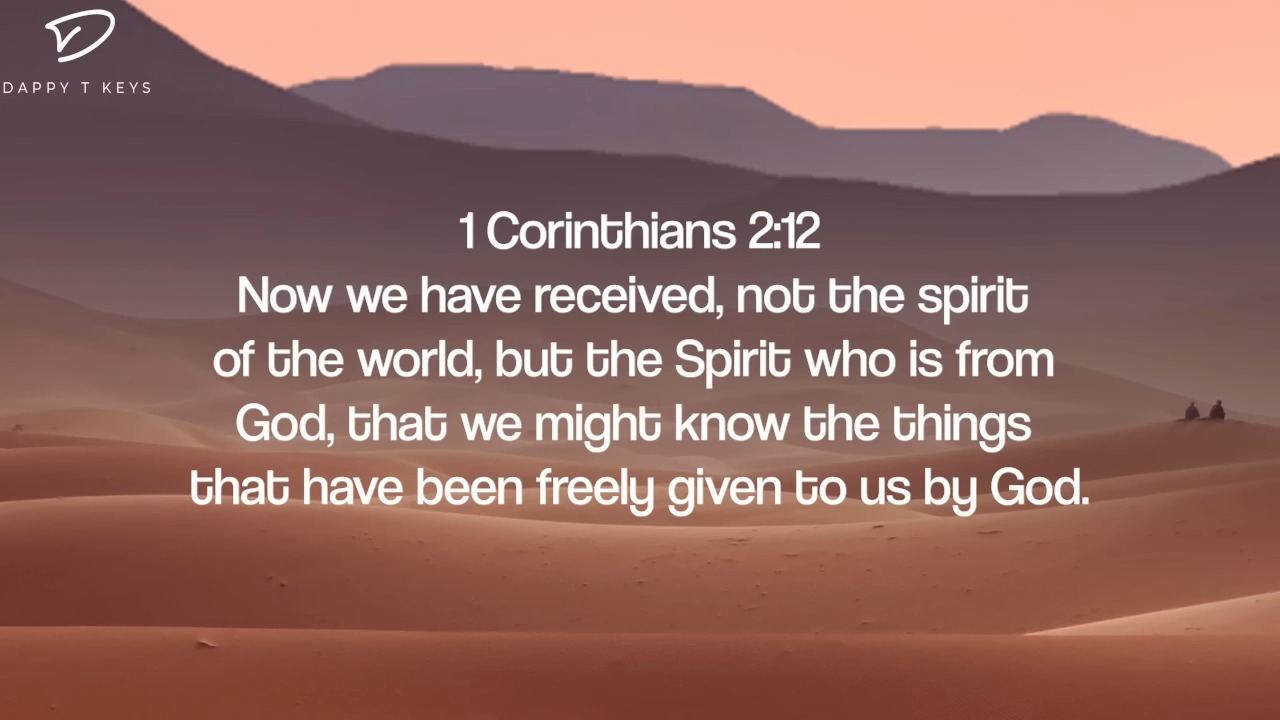 DAPPY T KEYS
1 Corinthians 2:12
Now we have received, not the spirit
of the world, but the Spirit who is from
God, that we might know the things
that have been freely given to us by God.